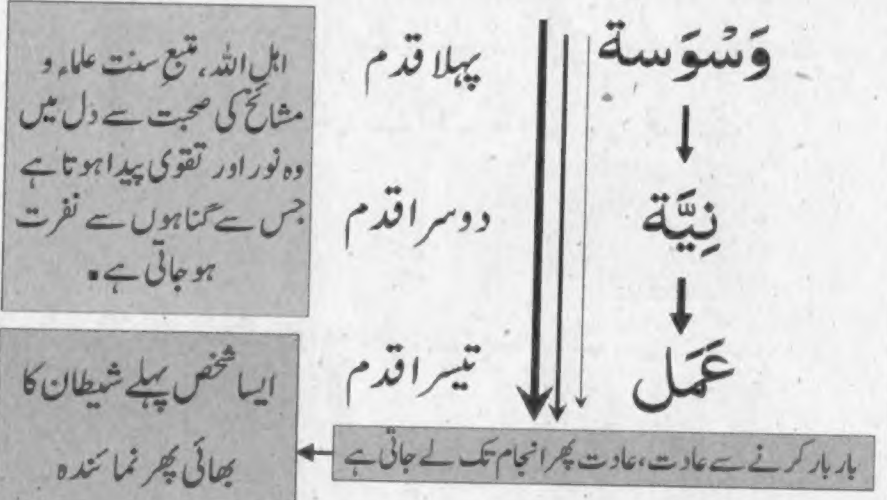 وَسْوَسة
پہلا قدم
نِيَّة
دوسرا قدم
عَمَل
تیسرا قدم
بار بار کرنے سے عادت، عادت پھر انجام تک لے جاتی ہے
اہل اللہ، متبع سنت علماء و
مشائخ کی صحبت سے دل میں
وہ نور اور تقویٰ پیدا ہوتا ہے
جس سے گناہوں سے نفرت
ہو جاتی ہے۔
ایسا شخص پہلے شیطان کا
بھائی پھر نمائندہ